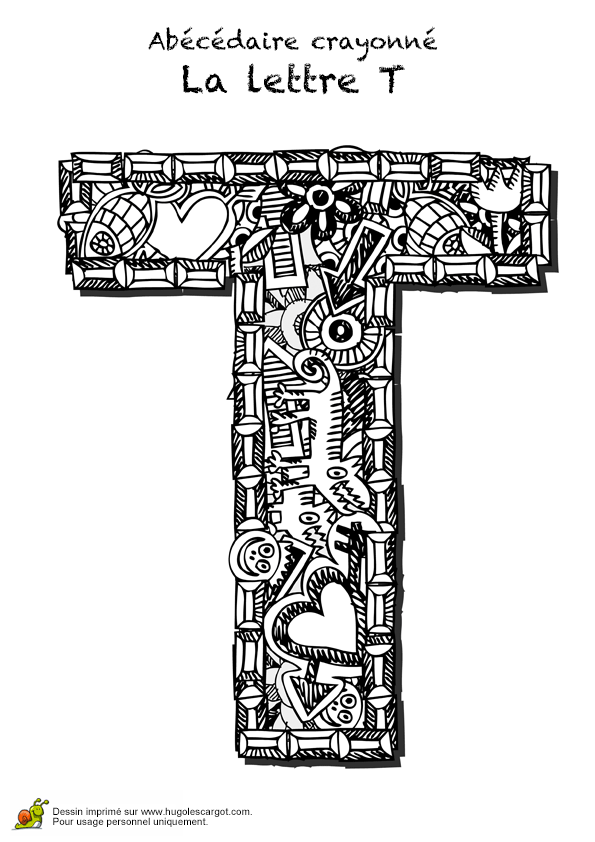 Abécédaire crayonné
La lettre T
T
Dessin imprimé sur www.hugolescargot.com.
Pour usage personnel uniquement.